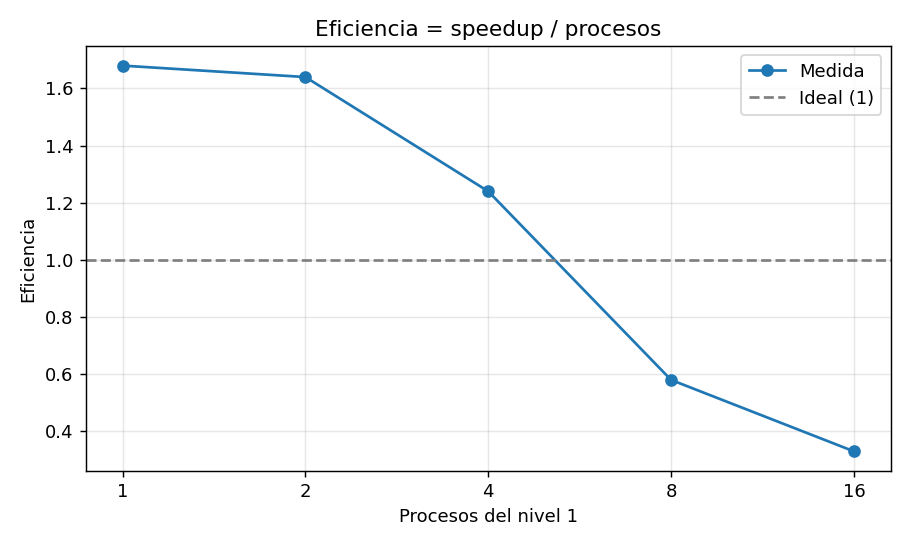 Eficiencia = speedup / procesos
Medida
Ideal (1)
1.6
1.4
1.2
1.0
0.8
0.6
0.4
Eficiencia
1 2 4 8 16
Procesos del nivel 1